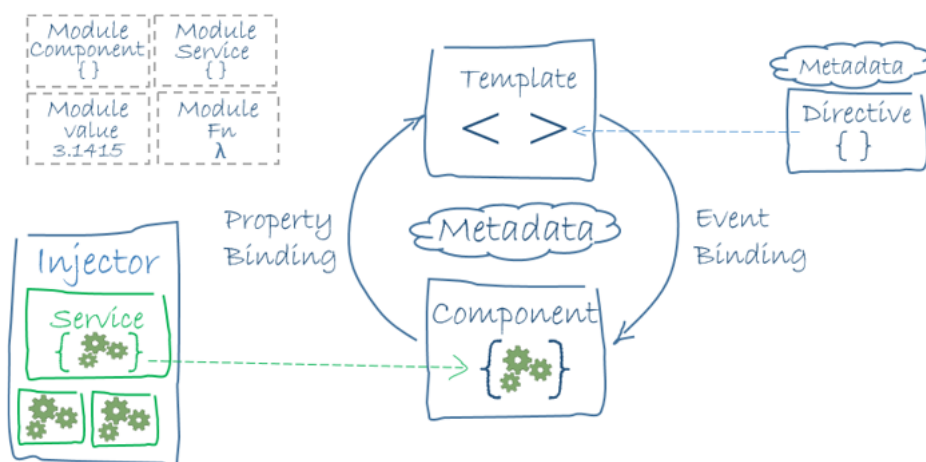 Module
Component
{ }
Module
Service
{ }
Module
value
3.1415
Module
Fn
λ
Template
< >
Metadata
Directive
{ }
Property
Binding
Metadata
Event
Binding
Injector
Service
{ }
Component
{ }